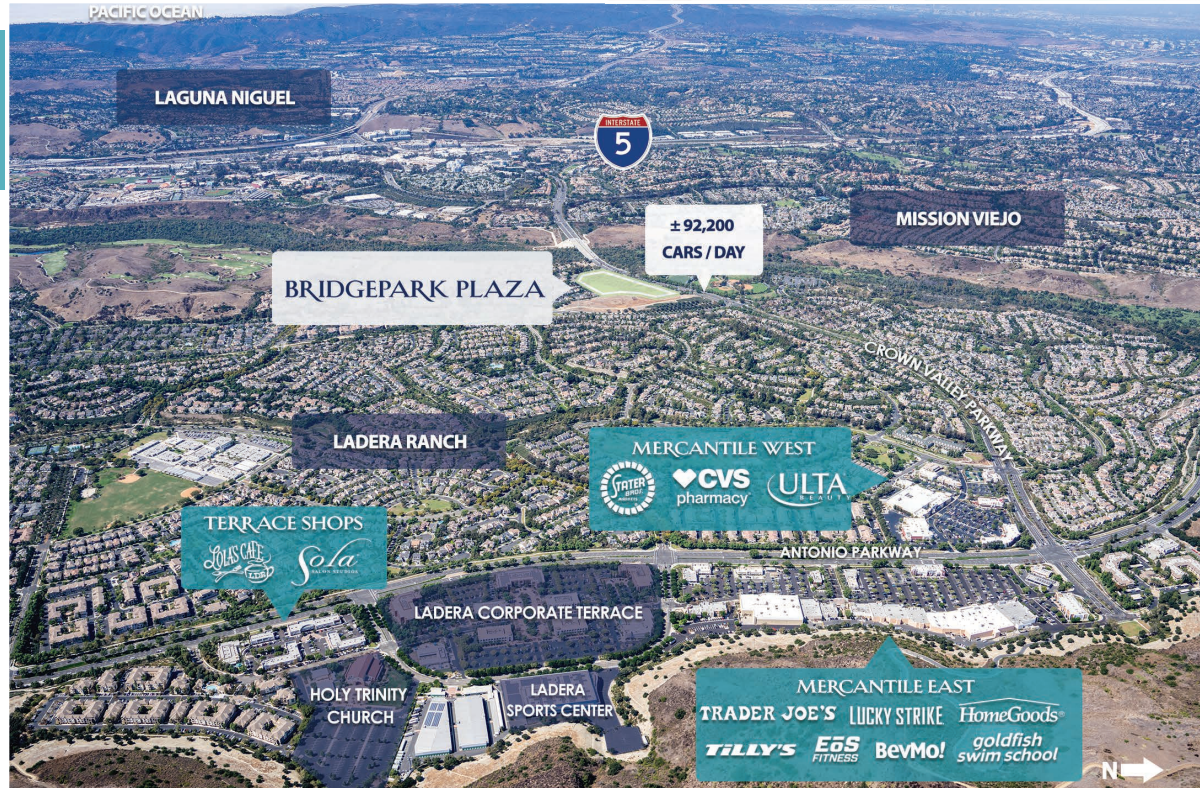 PACIFIC OCEAN
LAGUNA NIGUEL
INTERSTATE
5
± 92,200
CARS / DAY
MISSION VIEJO
BRIDGEPARK PLAZA
CROWN VALLEY PARKWAY
LADERA RANCH
MERCANTILE WEST
STATER
BROS.
MARKETS
CVS
pharmacy
ULTA
BEAUTY
TERRACE SHOPS
LOLA'S CAFE
LTD.
Sola
SALON STUDIOS
ANTONIO PARKWAY
LADERA CORPORATE TERRACE
HOLY TRINITY
CHURCH
LADERA
SPORTS CENTER
MERCANTILE EAST
TRADER JOE'S
LUCKY STRIKE
HomeGoods®
TILLY'S
EōS
FITNESS
BevMo!
goldfish
swim school
N